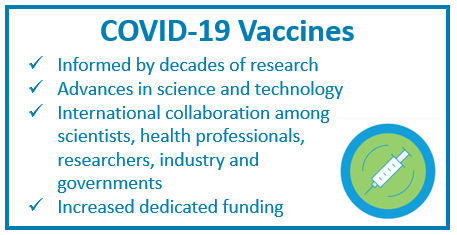 COVID-19 Vaccines
✓ Informed by decades of research
✓ Advances in science and technology
✓ International collaboration among
scientists, health professionals,
researchers, industry and
governments
✓ Increased dedicated funding